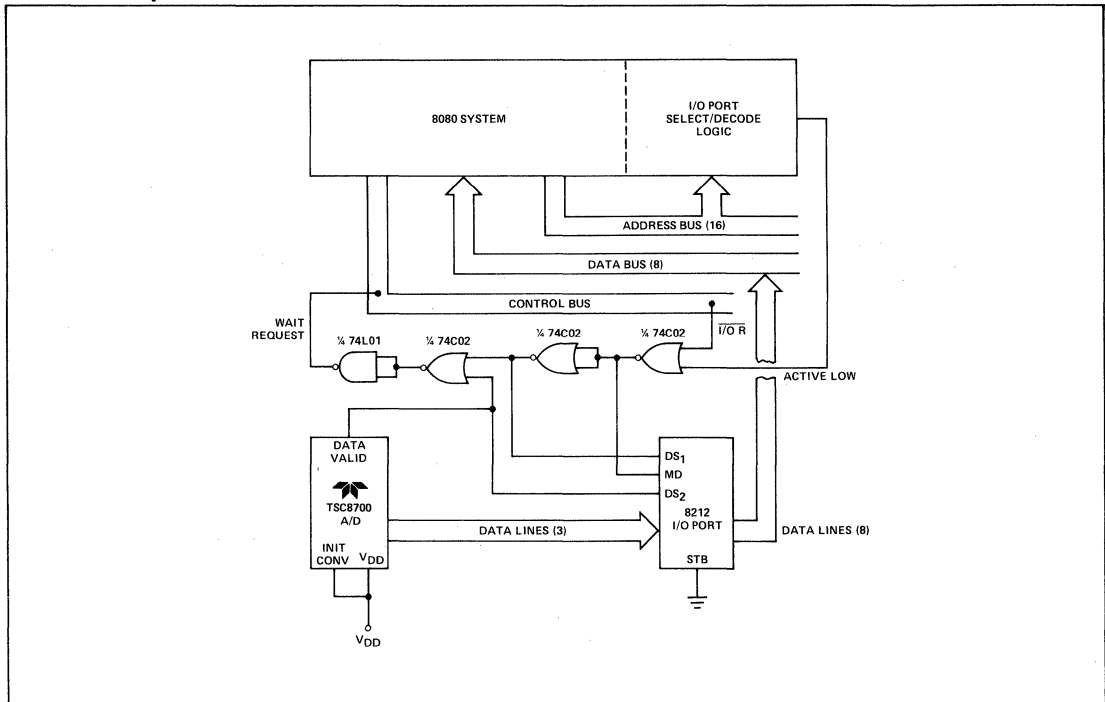 8080 SYSTEM
I/O PORT
SELECT/DECODE
LOGIC
ADDRESS BUS (16)
DATA BUS (8)
CONTROL BUS
WAIT
REQUEST
¼ 74L01
¼ 74C02
¼ 74C02
¼ 74C02
I/O R
ACTIVE LOW
DATA
VALID
TSC8700
A/D
INIT
CONV
VDD
VDD
DATA LINES (3)
DS1
MD
DS2
8212
I/O PORT
STB
DATA LINES (8)